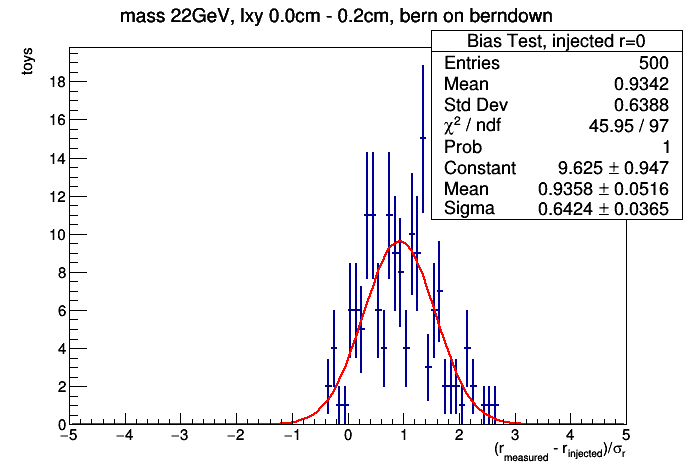 mass 22GeV, lxy 0.0cm - 0.2cm, bern on berndown
toys
Bias Test, injected r=0
Entries 500
Mean 0.9342
Std Dev 0.6388
χ² / ndf 45.95 / 97
Prob 1
Constant 9.625 ± 0.947
Mean 0.9358 ± 0.0516
Sigma 0.6424 ± 0.0365
18
16
14
12
10
8
6
4
2
0
−5 −4 −3 −2 −1 0 1 2 3 4 5
(r_measured - r_injected)/σ_r